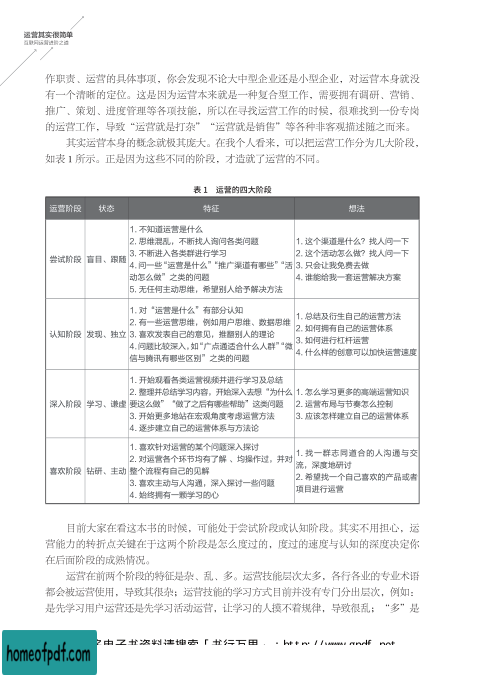 运营其实很简单
互联网运营进阶之道
作职责、运营的具体事项，你会发现不论大中型企业还是小型企业，对运营本身就没
有一个清晰的定位。这是因为运营本来就是一种复合型工作，需要拥有调研、营销、
推广、策划、进度管理等各项技能，所以在寻找运营工作的时候，很难找到一份专岗
的运营工作，导致“运营就是打杂”“运营就是销售”等各种非客观描述随之而来。
其实运营本身的概念就极其庞大。在我个人看来，可以把运营工作分为几大阶段，
如表 1 所示。正是因为这些不同的阶段，才造就了运营的不同。
表 1 运营的四大阶段
运营阶段 状态 特征 想法
尝试阶段 盲目、跟随
1. 不知道运营是什么
2. 思维混乱，不断找人询问各类问题
3. 不断进入各类群进行学习
4. 问一些“运营是什么”“推广渠道有哪些”“活
动怎么做”之类的问题
5. 无任何主动思维，希望别人给予解决方法
1. 这个渠道是什么？找人问一下
2. 这个活动怎么做？找人问一下
3. 只会让我免费去做
4. 谁能给我一套运营解决方案
认知阶段 发现、独立
1. 对“运营是什么”有部分认知
2. 有一些运营思维，例如用户思维、数据思维
3. 喜欢发表自己的意见，推翻别人的理论
4. 问题比较深入，如“广点通适合什么人群”“微
信与腾讯有哪些区别”之类的问题
1. 总结及衍生自己的运营方法
2. 如何拥有自己的运营体系
3. 如何进行杠杆运营
4. 什么样的创意可以加快运营速度
深入阶段 学习、谦虚
1. 开始观看各类运营视频并进行学习及总结
2. 整理并总结学习内容，开始深入去想“为什么
要这么做”“做了之后有哪些帮助”这类问题
3. 开始更多地站在宏观角度考虑运营方法
4. 逐步建立自己的运营体系与方法论
1. 怎么学习更多的高端运营知识
2. 运营布局与节奏怎么控制
3. 应该怎样建立自己的运营体系
喜欢阶段 钻研、主动
1. 喜欢针对运营的某个问题深入探讨
2. 对运营各个环节均有了解、均操作过，并对
整个流程有自己的见解
3. 喜欢主动与人沟通，深入探讨一些问题
4. 始终拥有一颗学习的心
1. 找一群志同道合的人沟通与交
流，深度地研讨
2. 希望找一个自己喜欢的产品或者
项目进行运营
目前大家在看这本书的时候，可能处于尝试阶段或认知阶段。其实不用担心，运
营能力的转折点关键在于这两个阶段是怎么度过的，度过的速度与认知的深度决定你
在后面阶段的成熟情况。
运营在前两个阶段的特征是杂、乱、多。运营技能层次太多，各行各业的专业术语
都会被运营使用，导致其很杂；运营技能的学习方式目前并没有专门分出层次，例如：
是先学习用户运营还是先学习活动运营，让学习的人摸不着规律，导致很乱；“多”是
homeofpdf.com